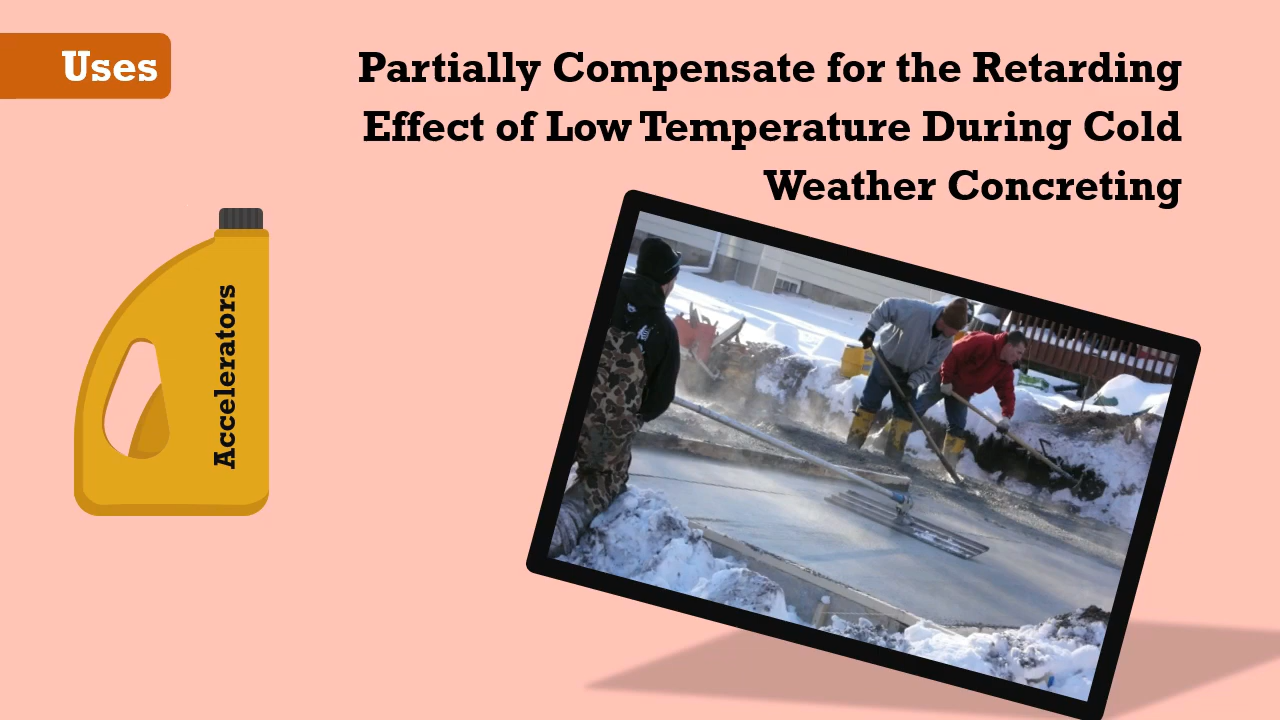 Uses
Partially Compensate for the Retarding
Effect of Low Temperature During Cold
Weather Concreting
Accelerators